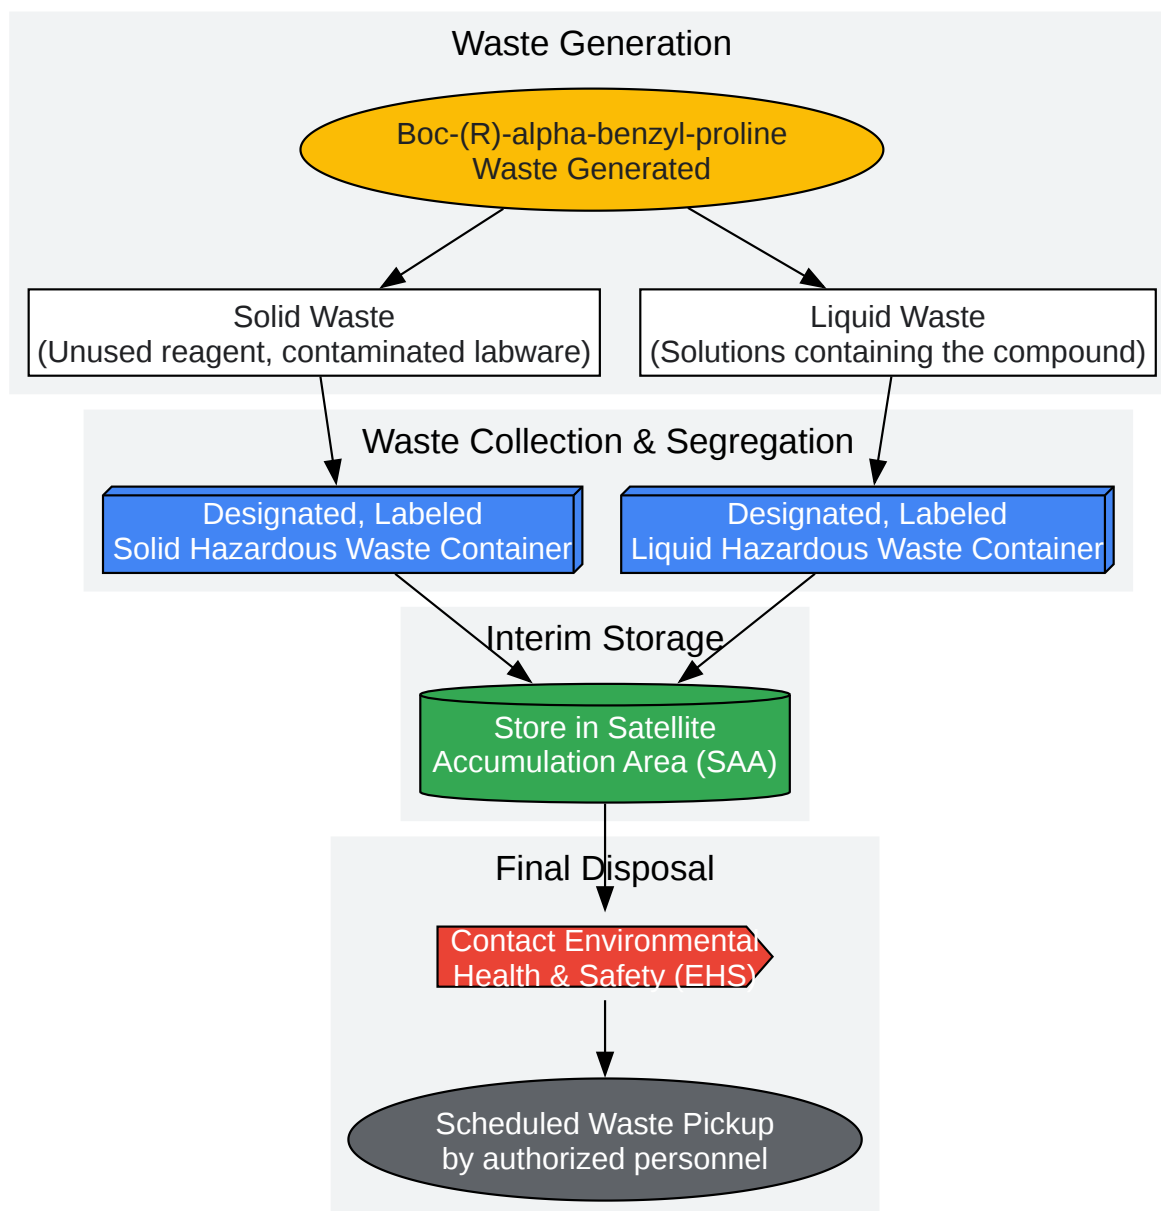 Waste Generation
Boc-(R)-alpha-benzyl-proline
Waste Generated
Solid Waste
(Unused reagent, contaminated labware)
Liquid Waste
(Solutions containing the compound)
Waste Collection & Segregation
Designated, Labeled
Solid Hazardous Waste Container
Designated, Labeled
Liquid Hazardous Waste Container
Interim Storage
Store in Satellite
Accumulation Area (SAA)
Final Disposal
Contact Environmental
Health & Safety (EHS)
Scheduled Waste Pickup
by authorized personnel